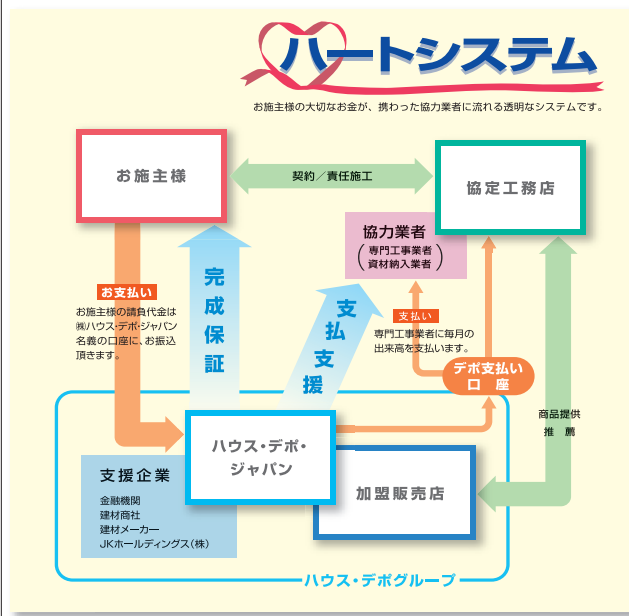 ハートシステム
お施主様の大切なお金が、携わった協力業者に流れる透明なシステムです。
お施主様
契約／責任施工
協定工務店
協力業者
(専門工事業者
資材納入業者)
完成保証
支払支援
お支払い
お施主様の請負代金は
㈱ハウス・デポ・ジャパン
名義の口座に、お振込
頂きます。
支払い
専門工事業者に毎月の
出来高を支払います。
デポ支払い
口 座
商品提供
推 薦
ハウス・デポ・
ジャパン
加盟販売店
支援企業
金融機関
建材商社
建材メーカー
JKホールディングス(株)
ハウス・デポグループ